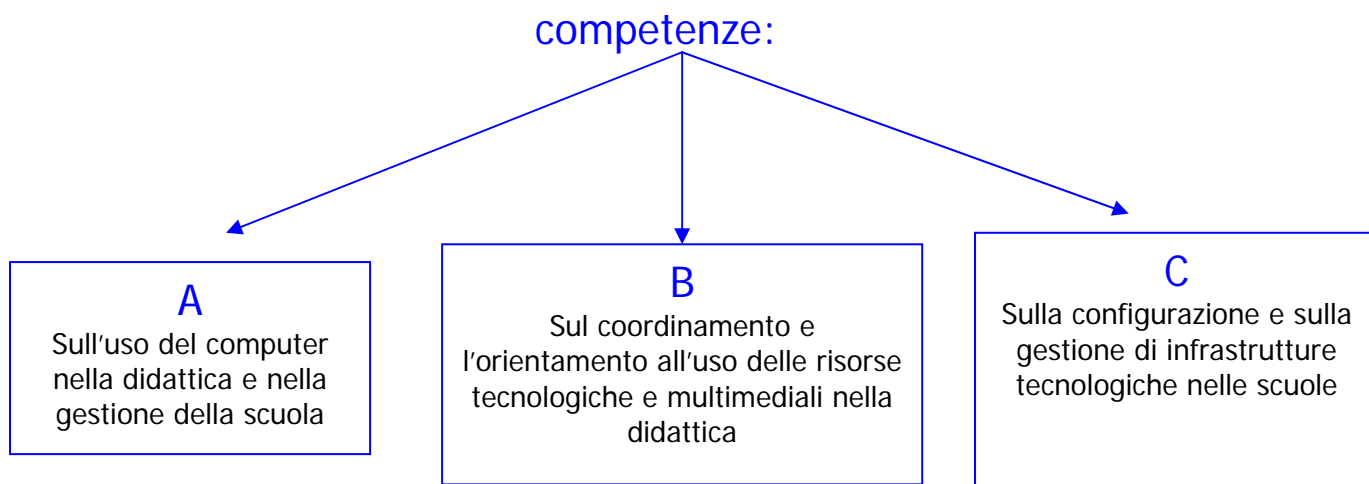 competenze:
A
Sull'uso del computer
nella didattica e nella
gestione della scuola
B
Sul coordinamento e
l'orientamento all'uso delle risorse
tecnologiche e multimediali nella
didattica
C
Sulla configurazione e sulla
gestione di infrastrutture
tecnologiche nelle scuole